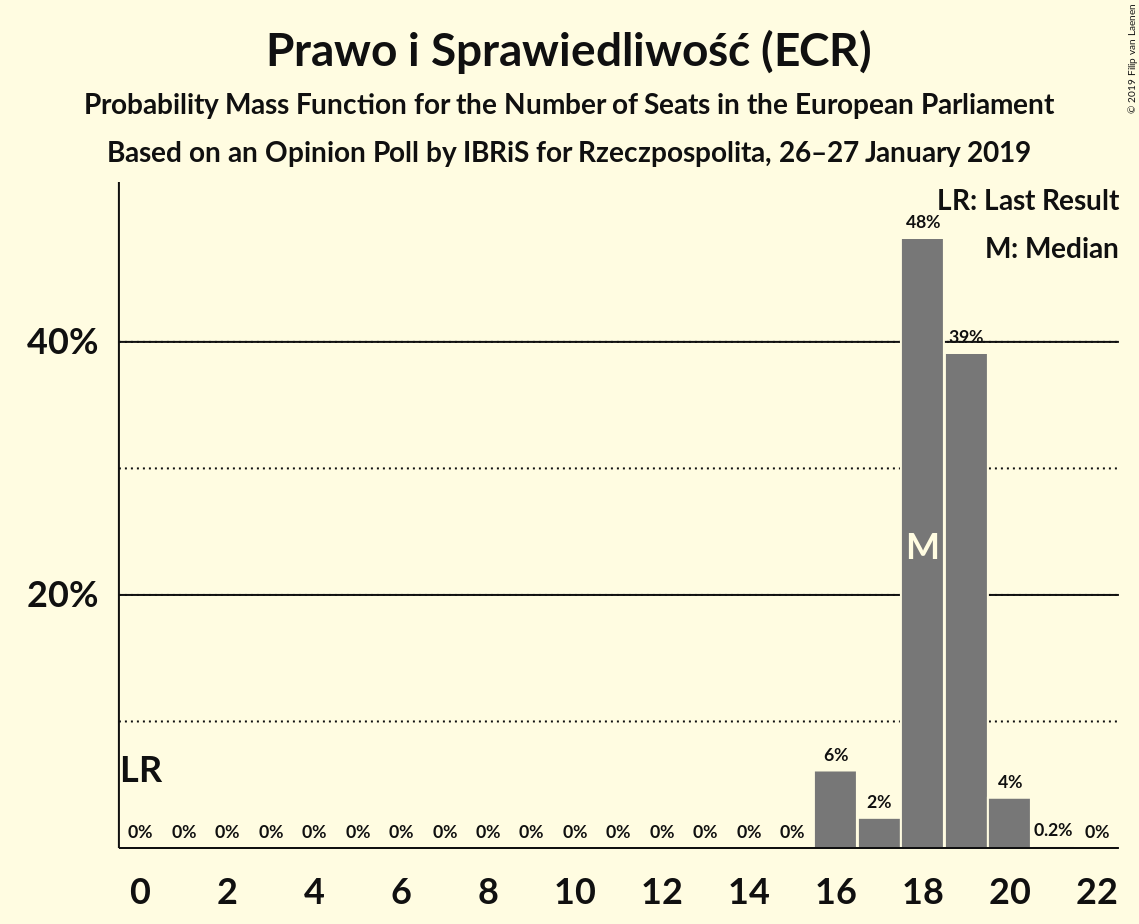 Prawo i Sprawiedliwość (ECR)
Probability Mass Function for the Number of Seats in the European Parliament
Based on an Opinion Poll by IBRiS for Rzeczpospolita, 26–27 January 2019
© 2019 Filip van Laenen
LR: Last Result
M: Median
48%
39%
40%
20%
M
LR
6%
2%
4%
0% 0% 0% 0% 0% 0% 0% 0% 0% 0% 0% 0% 0% 0% 0% 0% 0.2% 0%
0 2 4 6 8 10 12 14 16 18 20 22